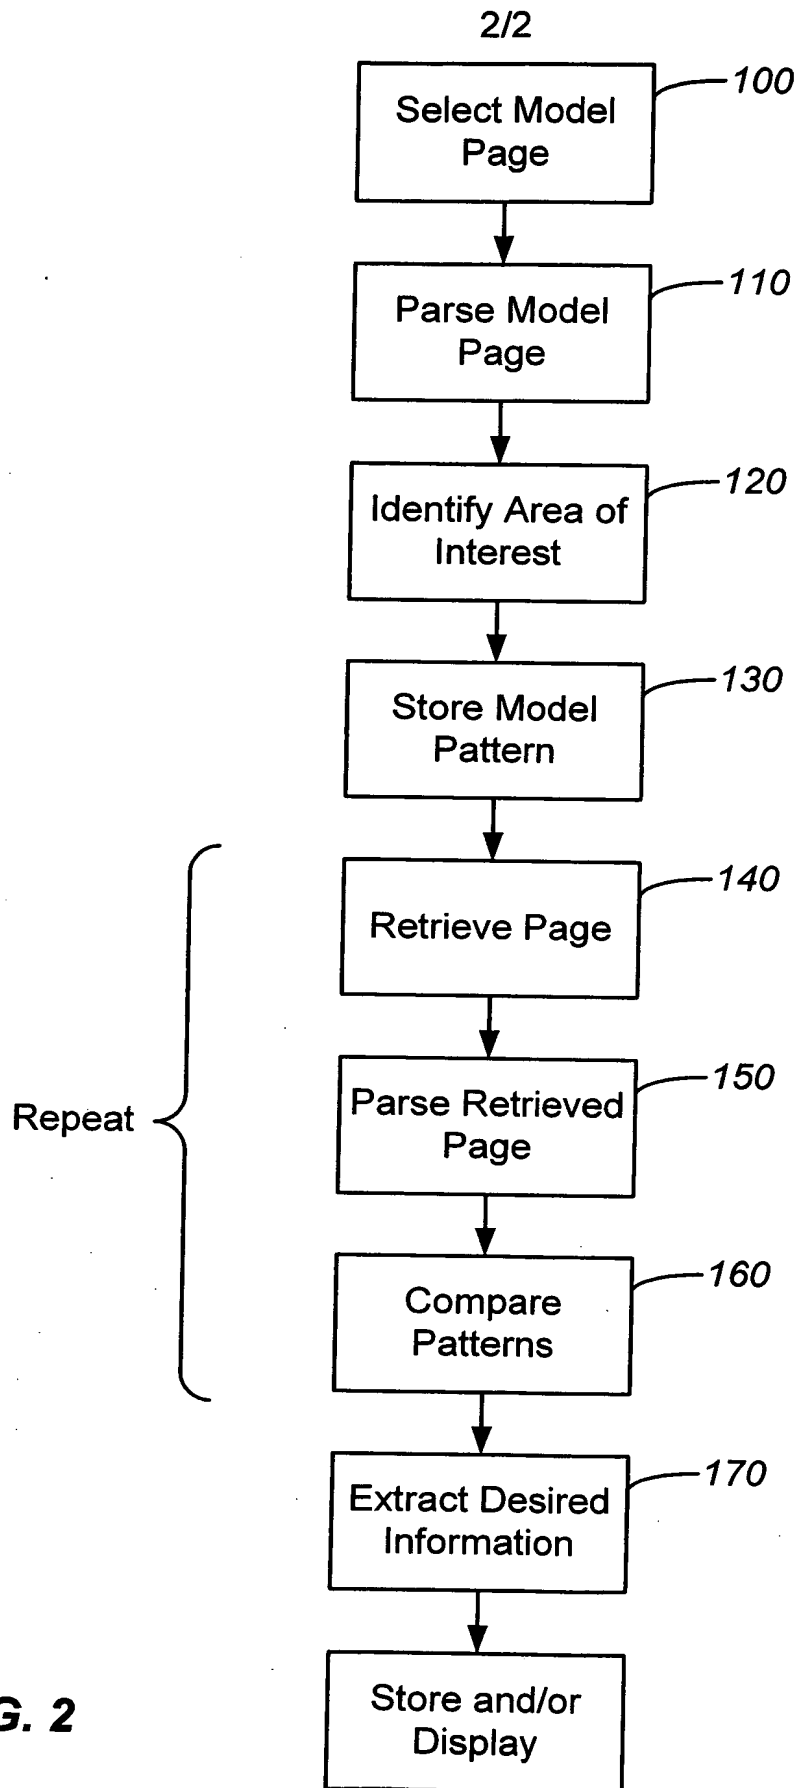 2/2
Select Model
Page
100
Parse Model
Page
110
Identify Area of
Interest
120
Store Model
Pattern
130
Retrieve Page
140
Repeat
Parse Retrieved
Page
150
Compare
Patterns
160
Extract Desired
Information
170
Store and/or
Display
G. 2